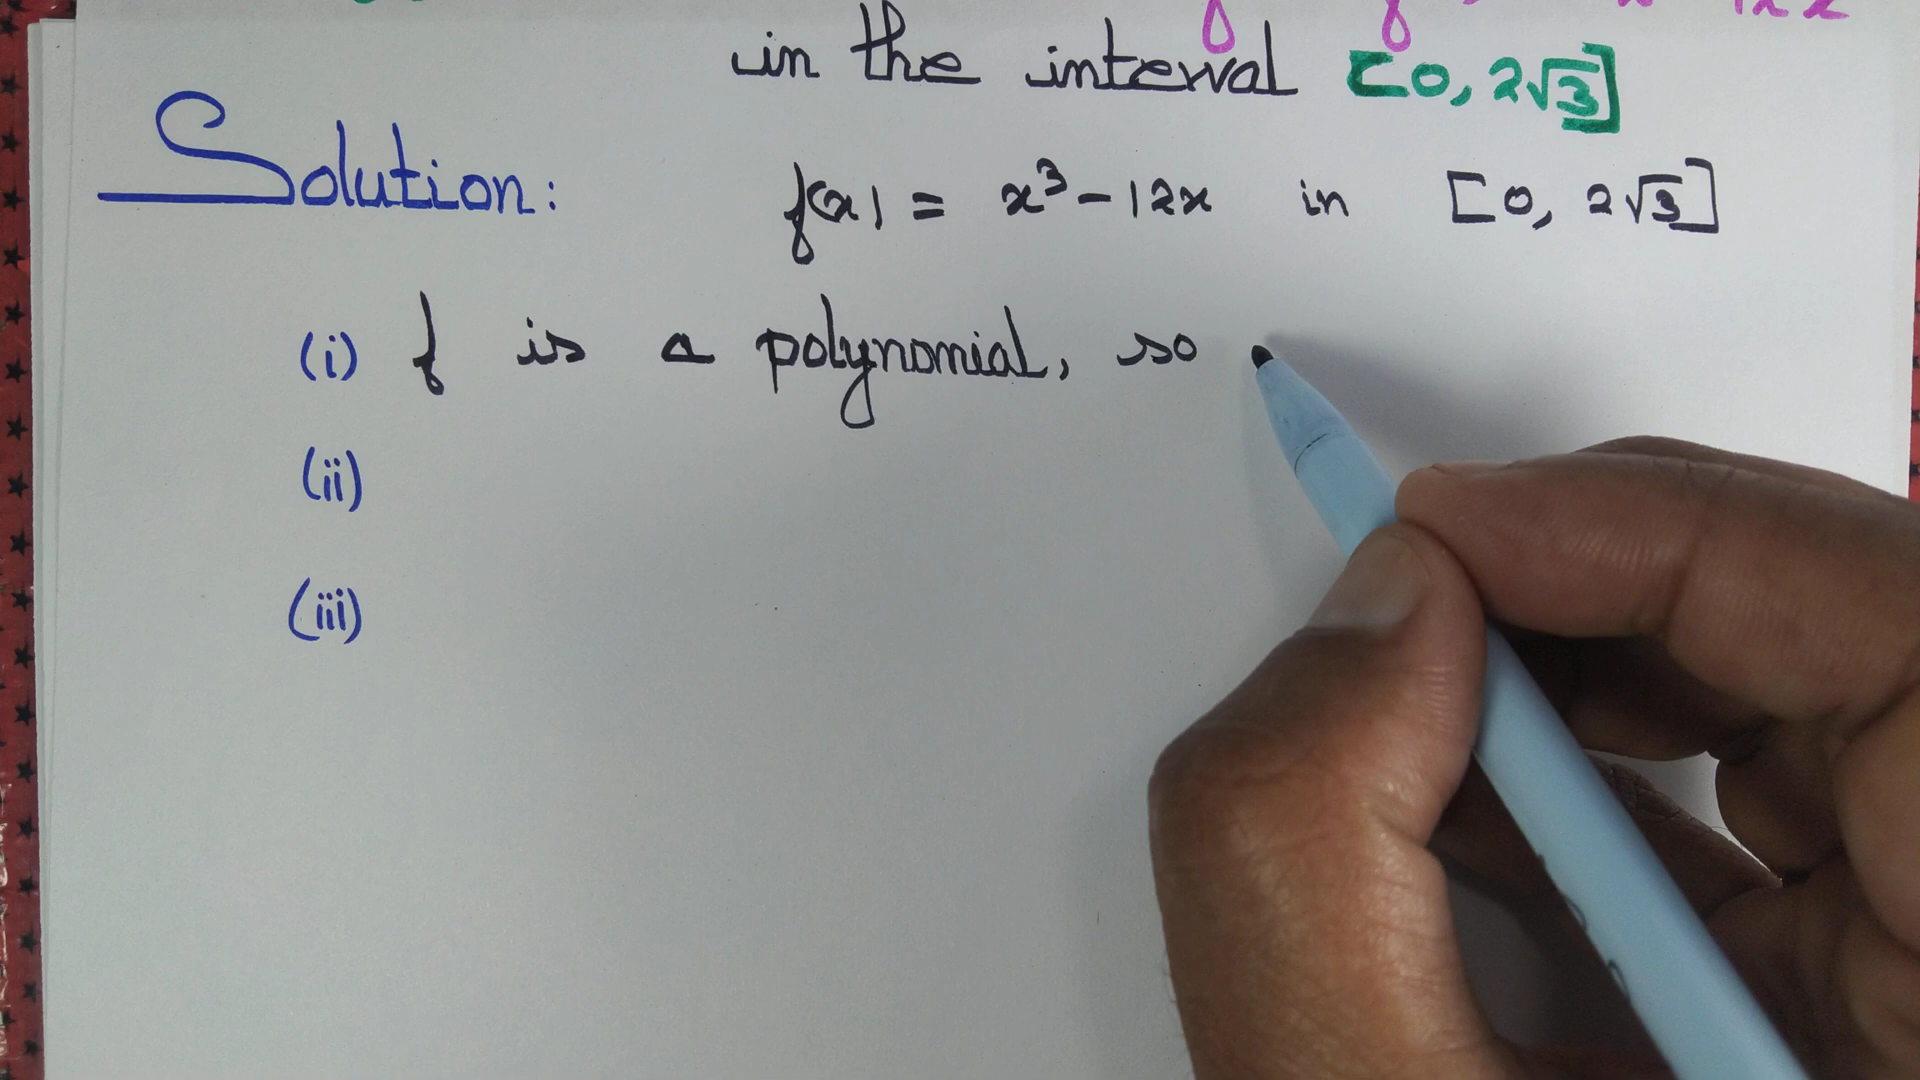 in the interval [0, 2√3]
Solution:
f(x) = x³ - 12x in [0, 2√3]
(i) f is a polynomial, so
(ii)
(iii)